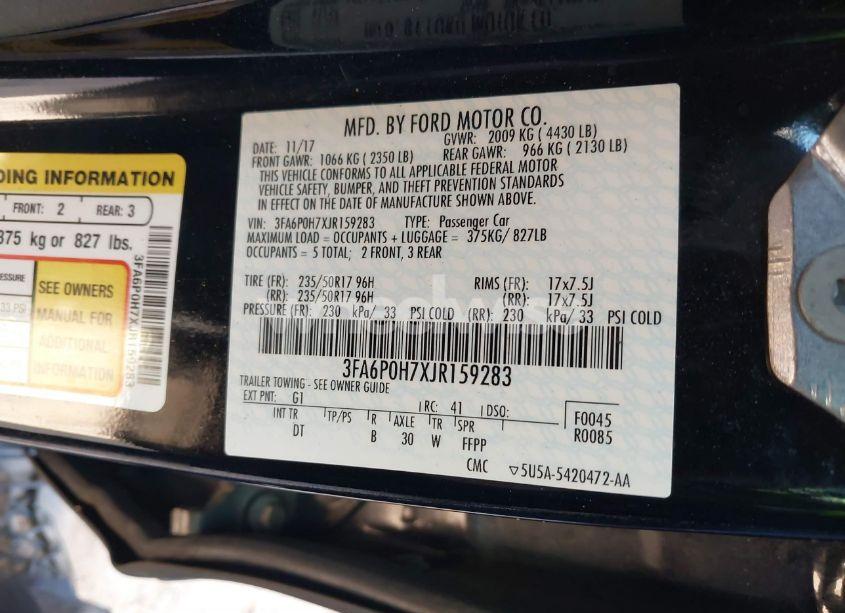 MFD. BY FORD MOTOR CO.
DATE: 11/17 GVWR: 2009 KG ( 4430 LB)
FRONT GAWR: 1066 KG ( 2350 LB) REAR GAWR: 966 KG ( 2130 LB)
THIS VEHICLE CONFORMS TO ALL APPLICABLE FEDERAL MOTOR
VEHICLE SAFETY, BUMPER, AND THEFT PREVENTION STANDARDS
IN EFFECT ON THE DATE OF MANUFACTURE SHOWN ABOVE.
VIN: 3FA6P0H7XJR159283 TYPE: Passenger Car
MAXIMUM LOAD = OCCUPANTS + LUGGAGE = 375KG/ 827LB
OCCUPANTS = 5 TOTAL; 2 FRONT, 3 REAR
TIRE (FR): 235/50R17 96H RIMS (FR): 17x7.5J
(RR): 235/50R17 96H (RR): 17x7.5J
PRESSURE (FR): 230 kPa/ 33 PSI COLD (RR): 230 kPa/ 33 PSI COLD
3FA6P0H7XJR159283
TRAILER TOWING - SEE OWNER GUIDE
EXT PNT: G1 RC: 41 DSO: F0045
INT TR TP/PS R AXLE TR SPR R0085
DT B 30 W FFPP
CMC 5U5A-5420472-AA
DING INFORMATION
FRONT: 2 REAR: 3
375 kg or 827 lbs.
SEE OWNERS
MANUAL FOR
ADDITIONAL
INFORMATION
33 PSI
3FA6P0H7XJR159283